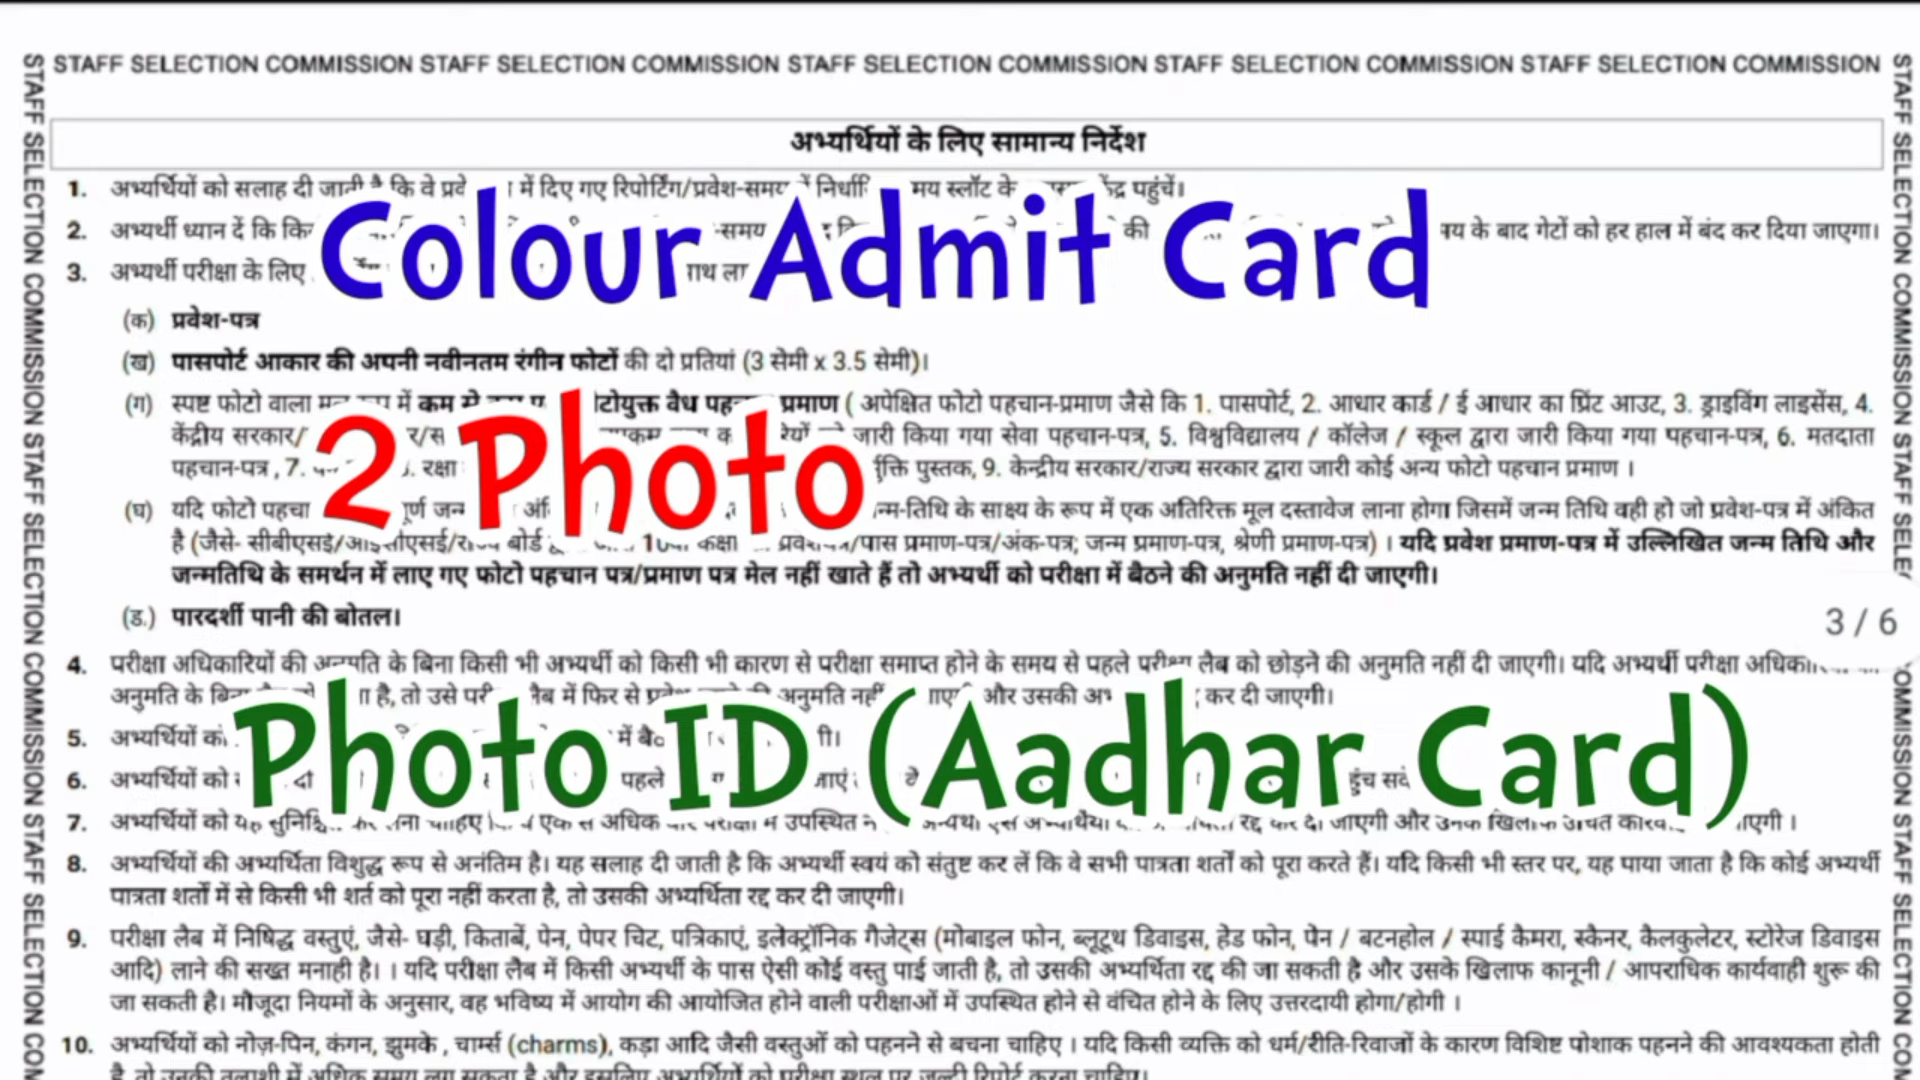 STAFF SELECTION COMMISSION STAFF SELECTION COMMISSION STAFF SELECTION COMMISSION STAFF SELECTION COMMISSION STAFF SELECTION COMMISSION
STAFF SELECTION COMMISSION STAFF SELECTION COMMISSION STAFF SELECTION COM
अभ्यर्थियों के लिए सामान्य निर्देश
1. अभ्यर्थियों को सलाह दी जाती है कि वे में दिए गए रिपोर्टिंग/प्रवेश-समय स्लॉट के पहुंचें।
2. अभ्यर्थी ध्यान दें कि की के बाद गेटों को हर हाल में बंद कर दिया जाएगा।
Colour Admit Card
3. अभ्यर्थी परीक्षा के लिए
(क) प्रवेश-पत्र
(ख) पासपोर्ट आकार की अपनी नवीनतम रंगीन फोटों की दो प्रतियां (3 सेमी x 3.5 सेमी)।
(ग) स्पष्ट फोटो वाला में कम से प्रमाण ( अपेक्षित फोटो पहचान-प्रमाण जैसे कि 1. पासपोर्ट, 2. आधार कार्ड / ई आधार का प्रिंट आउट, 3. ड्राइविंग लाइसेंस, 4.
केंद्रीय सरकार/ जारी किया गया सेवा पहचान-पत्र, 5. विश्वविद्यालय / कॉलेज / स्कूल द्वारा जारी किया गया पहचान-पत्र, 6. मतदाता
2 Photo
पहचान-पत्र , 7. रक्षा पुस्तक, 9. केन्द्रीय सरकार/राज्य सरकार द्वारा जारी कोई अन्य फोटो पहचान प्रमाण ।
(घ) यदि फोटो के साक्ष्य के रूप में एक अतिरिक्त मूल दस्तावेज लाना होगा जिसमें जन्म तिथि वही हो जो प्रवेश-पत्र में अंकित
है (जैसे- सीबीएसई/आईसीएसई/राज्य बोर्ड प्रमाण-पत्र/अंक-पत्र; जन्म प्रमाण-पत्र, श्रेणी प्रमाण-पत्र) । यदि प्रवेश प्रमाण-पत्र में उल्लिखित जन्म तिथि और
जन्मतिथि के समर्थन में लाए गए फोटो पहचान पत्र/प्रमाण पत्र मेल नहीं खाते हैं तो अभ्यर्थी को परीक्षा में बैठने की अनुमति नहीं दी जाएगी।
(ड.) पारदर्शी पानी की बोतल।
3 / 6
4. परीक्षा अधिकारियों की अनुमति के बिना किसी भी अभ्यर्थी को किसी भी कारण से परीक्षा समाप्त होने के समय से पहले परीक्षा लैब को छोड़ने की अनुमति नहीं दी जाएगी। यदि अभ्यर्थी परीक्षा
अनुमति के बिना है, तो उसे लैब में फिर से अनुमति नहीं और उसकी कर दी जाएगी।
5. अभ्यर्थियों में
Photo ID (Aadhar Card)
6. अभ्यर्थियों को पहले
7. अभ्यर्थियों को यह एक से अधिक में उपस्थित रद्द कर दी जाएगी और उनके खिलाफ उचित
8. अभ्यर्थियों की अभ्यर्थिता विशुद्ध रूप से अनंतिम है। यह सलाह दी जाती है कि अभ्यर्थी स्वयं को संतुष्ट कर लें कि वे सभी पात्रता शर्तों को पूरा करते हैं। यदि किसी भी स्तर पर, यह पाया जाता है कि कोई अभ्यर्थी
पात्रता शर्तों में से किसी भी शर्त को पूरा नहीं करता है, तो उसकी अभ्यर्थिता रद्द कर दी जाएगी।
9. परीक्षा लैब में निषिद्ध वस्तुएं, जैसे- घड़ी, किताबें, पेन, पेपर चिट, पत्रिकाएं, इलेक्ट्रॉनिक गैजेट्स (मोबाइल फोन, ब्लूटूथ डिवाइस, हेड फोन, पेन / बटनहोल / स्पाई कैमरा, स्कैनर, कैलकुलेटर, स्टोरेज डिवाइस
आदि) लाने की सख्त मनाही है। । यदि परीक्षा लैब में किसी अभ्यर्थी के पास ऐसी कोई वस्तु पाई जाती है, तो उसकी अभ्यर्थिता रद्द की जा सकती है और उसके खिलाफ कानूनी / आपराधिक कार्यवाही शुरू की
जा सकती है। मौजूदा नियमों के अनुसार, वह भविष्य में आयोग की आयोजित होने वाली परीक्षाओं में उपस्थित होने से वंचित होने के लिए उत्तरदायी होगा/होगी ।
10. अभ्यर्थियों को नोज़-पिन, कंगन, झुमके , चार्म्स (charms), कड़ा आदि जैसी वस्तुओं को पहनने से बचना चाहिए । यदि किसी व्यक्ति को धर्म/रीति-रिवाजों के कारण विशिष्ट पोशाक पहनने की आवश्यकता होती